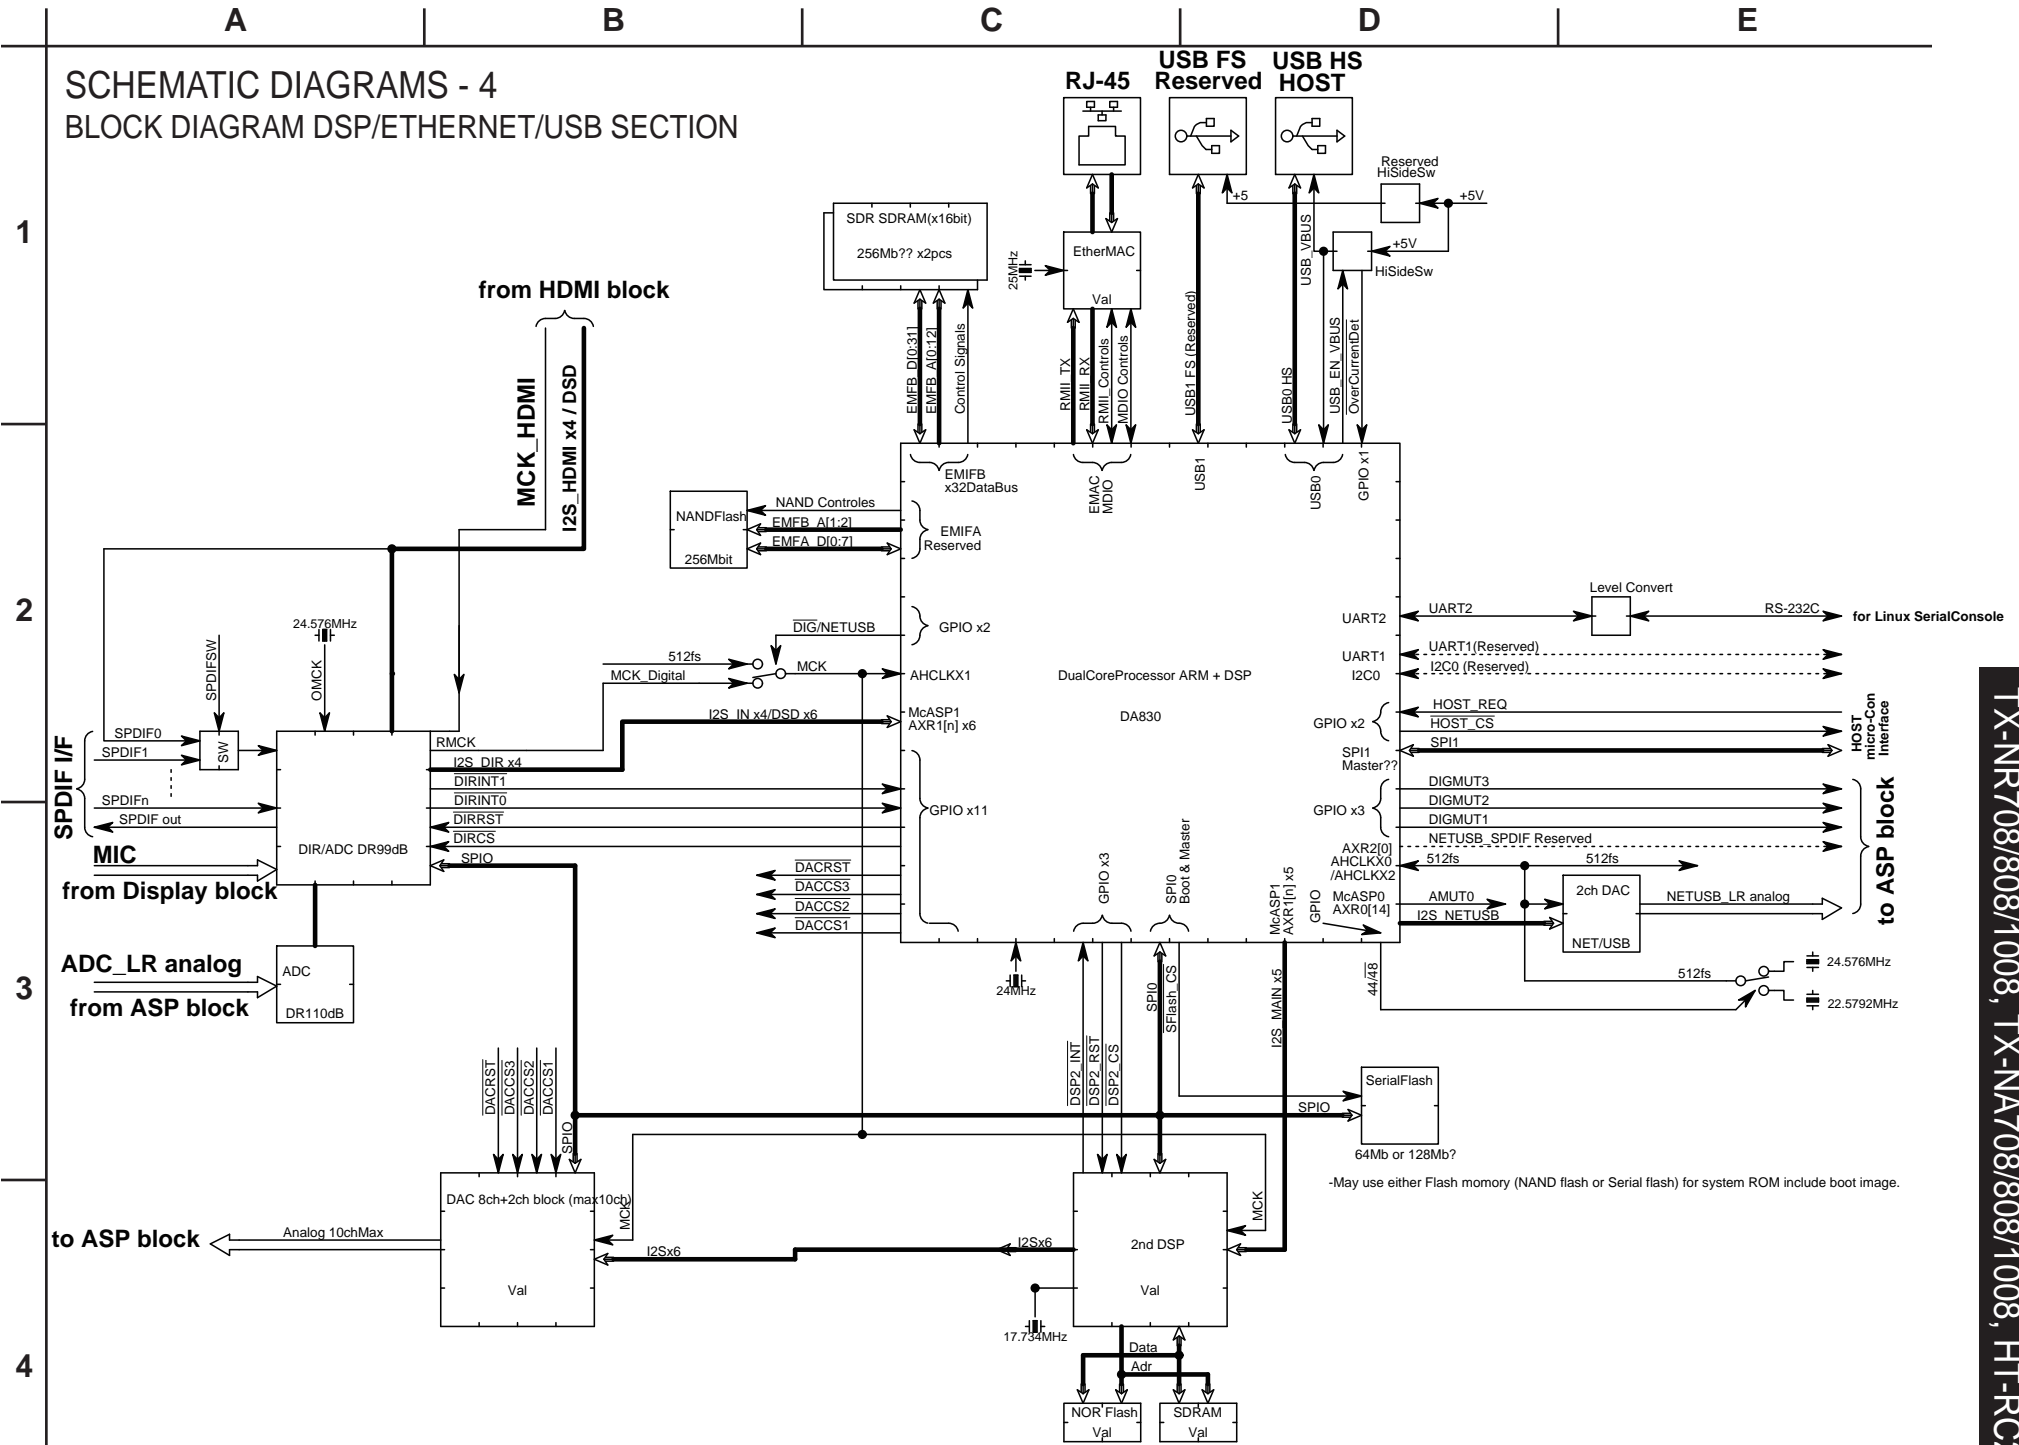 A B C D E
SCHEMATIC DIAGRAMS - 4
BLOCK DIAGRAM DSP/ETHERNET/USB SECTION
RJ-45
USB FS
Reserved
USB HS
HOST
Reserved
HiSideSw
+5
+5V
+5V
HiSideSw
1
SDR SDRAM(x16bit)
256Mb?? x2pcs
EtherMAC
Val
25MHz
USB_VBUS
from HDMI block
MCK_HDMI
I2S_HDMI x4 / DSD
EMFB_D[0:31]
EMFB_A[0:12]
Control Signals
RMII_TX
RMII_RX
RMII_Controls
MDIO Controls
USB1 FS (Reserved)
USB0 HS
USB_EN_VBUS
OverCurrentDet
EMIFB
x32DataBus
EMAC
MDIO
USB1
USB0
GPIO x1
NANDFlash
256Mbit
NAND Controles
EMFB_A[1:2]
EMFA_D[0:7]
EMIFA
Reserved
2
Level Convert
UART2
UART2
RS-232C
for Linux SerialConsole
24.576MHz
SPDIFSW
OMCK
DIG/NETUSB
GPIO x2
UART1
UART1(Reserved)
I2C0
I2C0 (Reserved)
512fs
MCK_Digital
MCK
AHCLKX1
DualCoreProcessor ARM + DSP
DA830
I2S_IN x4/DSD x6
McASP1
AXR1[n] x6
GPIO x2
HOST_REQ
HOST_CS
SPI1
Master??
SPI1
HOST
micro-Con
Interface
SPDIF I/F
SPDIF0
SPDIF1
SW
SPDIFn
SPDIF out
RMCK
I2S_DIR x4
DIRINT1
DIRINT0
DIRRST
DIRCS
SPIO
GPIO x11
GPIO x3
DIGMUT3
DIGMUT2
DIGMUT1
NETUSB_SPDIF Reserved
to ASP block
DIR/ADC DR99dB
MIC
from Display block
AXR2[0]
AHCLKX0
/AHCLKX2
512fs
512fs
DACRST
DACCS3
DACCS2
DACCS1
GPIO x3
SPI0
Boot & Master
McASP1
AXR1[n] x5
GPIO
McASP0
AXR0[14]
AMUT0
I2S_NETUSB
2ch DAC
NET/USB
NETUSB_LR analog
ADC_LR analog
from ASP block
ADC
DR110dB
3
24MHz
44/48
512fs
24.576MHz
22.5792MHz
DACRST
DACCS3
DACCS2
DACCS1
SPIO
DSP2_INT
DSP2_RST
DSP2_CS
SPI0
SFlash_CS
I2S_MAIN x5
SerialFlash
SPIO
64Mb or 128Mb?
-May use either Flash momory (NAND flash or Serial flash) for system ROM include boot image.
DAC 8ch+2ch block (max10ch)
Val
MCK
MCK
to ASP block
Analog 10chMax
I2Sx6
I2Sx6
2nd DSP
Val
17.734MHz
4
Data
Adr
NOR Flash
Val
SDRAM
Val
TX-NR708/808/1008, TX-NA708/808/1008, HT-RC